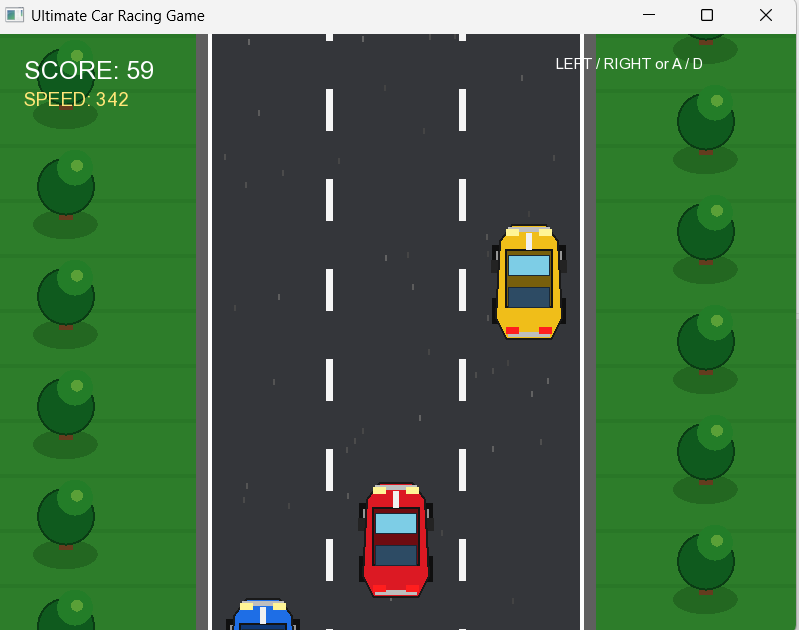 Ultimate Car Racing Game
SCORE: 59
LEFT / RIGHT or A / D
SPEED: 342